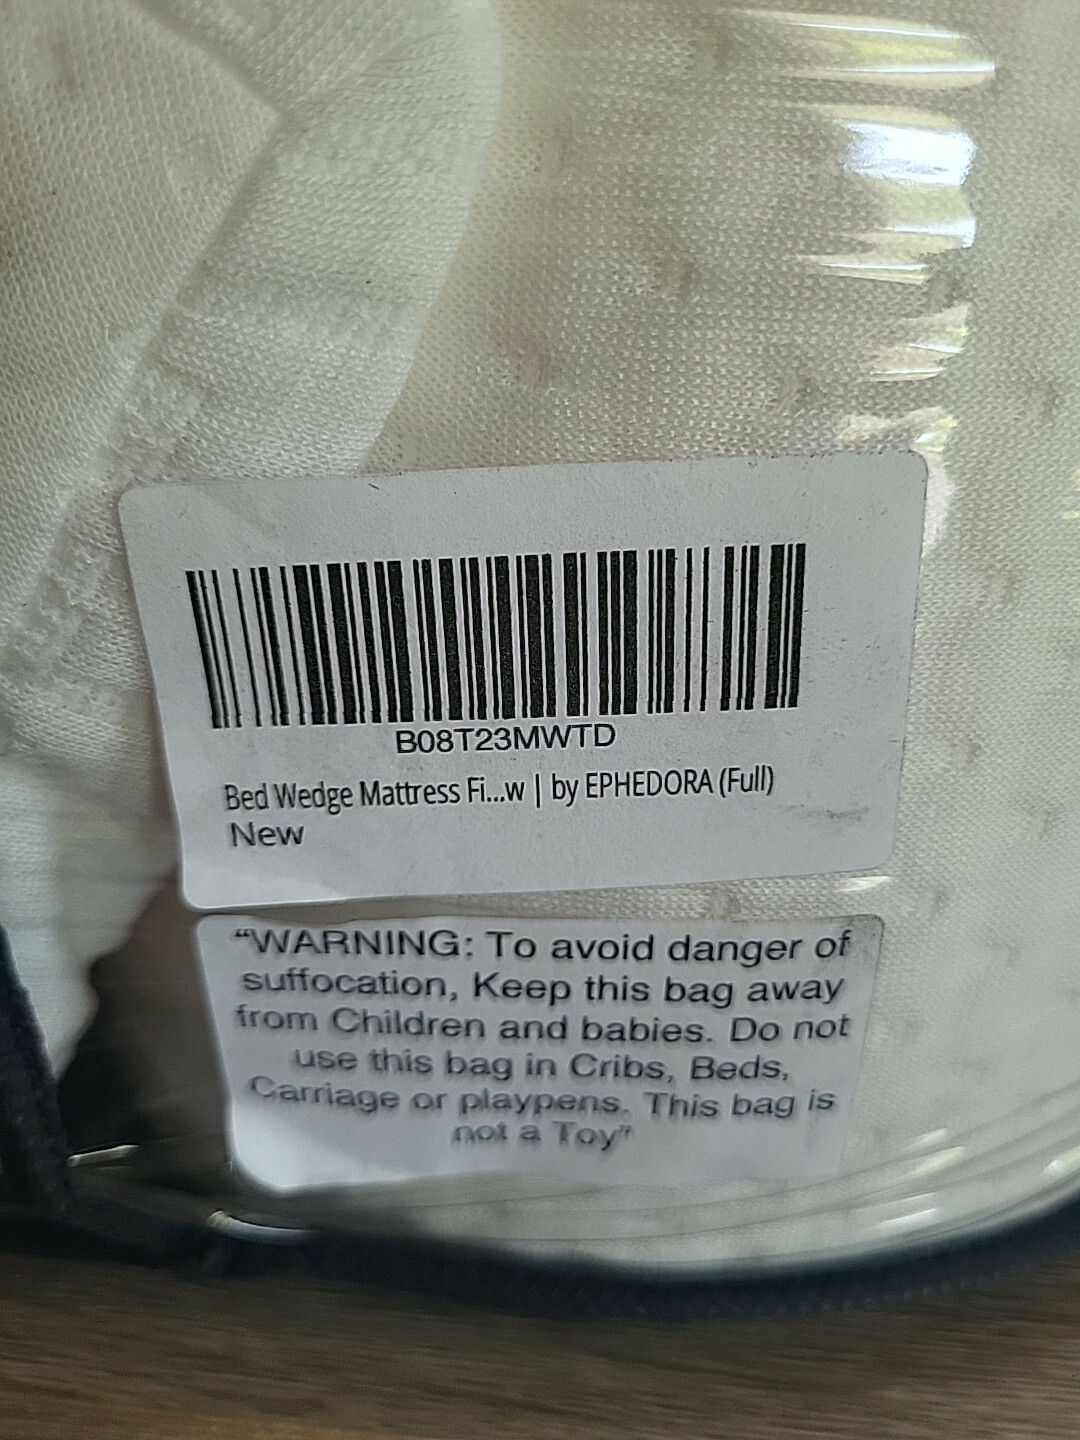 B08T23MWTD
Bed Wedge Mattress Fi...w | by EPHEDORA (Full)
New
“WARNING: To avoid danger of
suffocation, Keep this bag away
from Children and babies. Do not
use this bag in Cribs, Beds,
Carriage or playpens. This bag is
not a Toy”